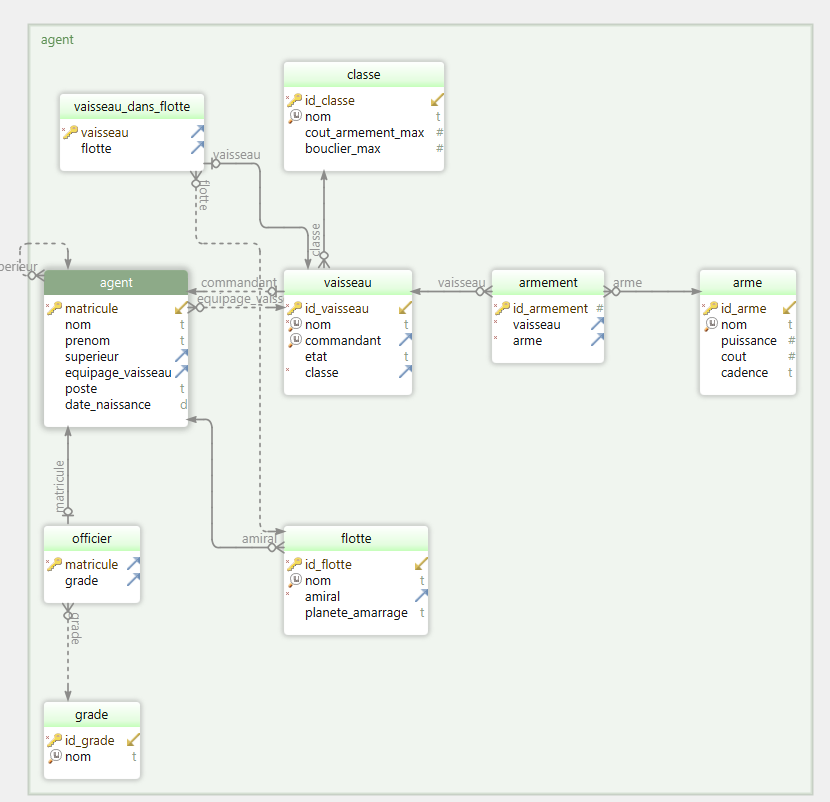 agent
classe
id_classe
nom t
cout_armement_max #
bouclier_max #
vaisseau_dans_flotte
vaisseau
flotte
vaisseau
flotte
classe
perieur
agent
matricule
nom t
prenom t
superieur
equipage_vaisseau
poste t
date_naissance d
commandant
equipage_vaiss
vaisseau
id_vaisseau
nom t
commandant
etat t
classe
vaisseau
armement
id_armement #
vaisseau
arme
arme
arme
id_arme
nom t
puissance #
cout #
cadence t
matricule
amiral
officier
matricule
grade
flotte
id_flotte
nom t
amiral
planete_amarrage t
grade
grade
id_grade
nom t